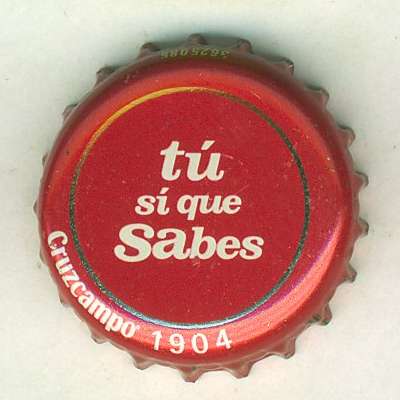 tú
sí que
Sabes
Cruzcampo 1904